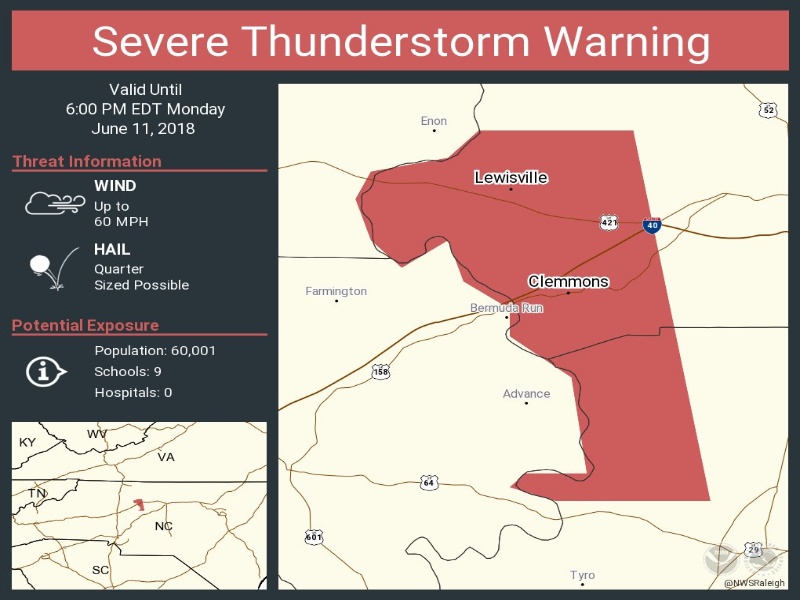 Severe Thunderstorm Warning
Valid Until
6:00 PM EDT Monday
June 11, 2018
Threat Information
WIND
Up to
60 MPH
HAIL
Quarter
Sized Possible
Potential Exposure
Population: 60,001
Schools: 9
Hospitals: 0
KY
WV
VA
TN
NC
SC
Enon
52
Lewisville
421
40
Clemmons
Farmington
Bermuda Run
158
Advance
64
601
29
Tyro
@NWSRaleigh